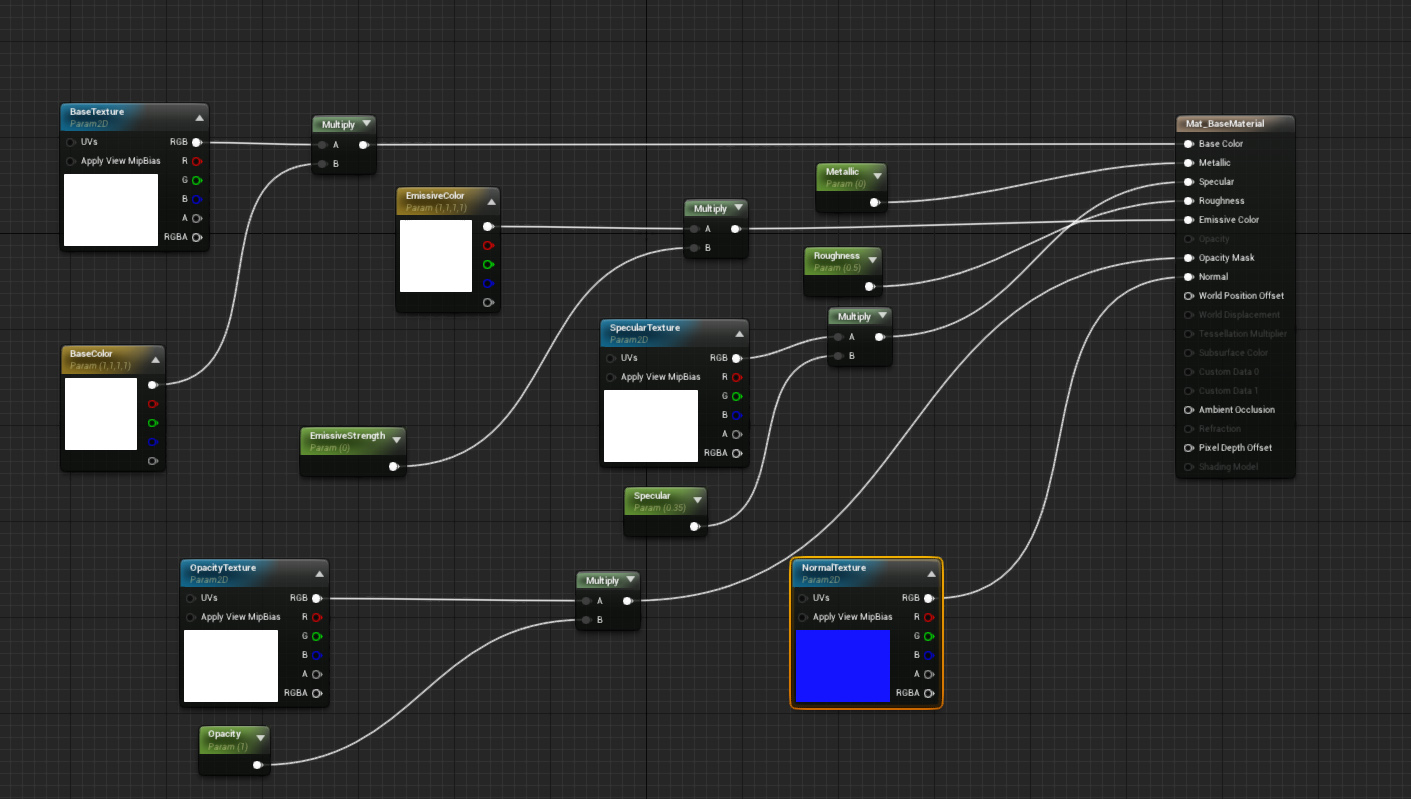 BaseTexture
Param2D
UVs RGB
Apply View MipBias R
G
B
A
RGBA
Multiply
A
B
EmissiveColor
Param (1,1,1,1)
Multiply
A
B
Metallic
Param (0)
Roughness
Param (0.5)
Mat_BaseMaterial
Base Color
Metallic
Specular
Roughness
Emissive Color
Opacity
Opacity Mask
Normal
World Position Offset
World Displacement
Tessellation Multiplier
Subsurface Color
Custom Data 0
Custom Data 1
Ambient Occlusion
Refraction
Pixel Depth Offset
Shading Model
BaseColor
Param (1,1,1,1)
SpecularTexture
Param2D
UVs RGB
Apply View MipBias R
G
B
A
RGBA
Multiply
A
B
EmissiveStrength
Param (0)
Specular
Param (0.35)
OpacityTexture
Param2D
UVs RGB
Apply View MipBias R
G
B
A
RGBA
Multiply
A
B
NormalTexture
Param2D
UVs RGB
Apply View MipBias R
G
B
A
RGBA
Opacity
Param (1)